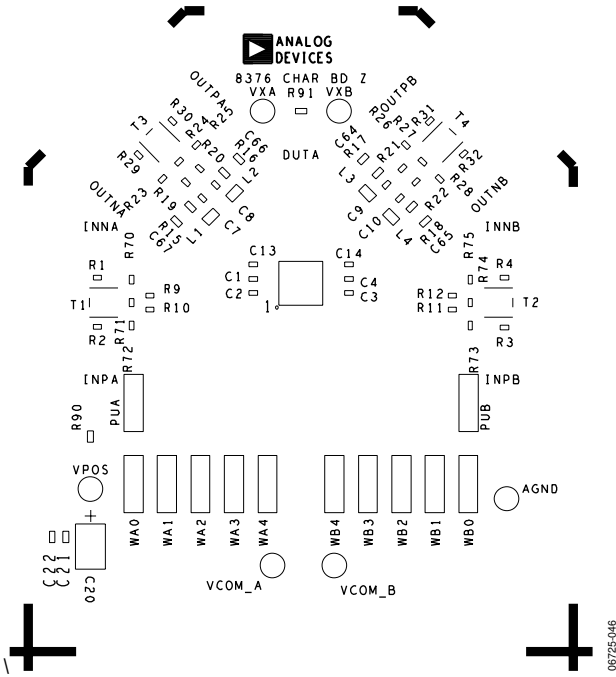 ANALOG
DEVICES
8376 CHAR BD Z
VXA R91 VXB
OUTPA
R25
R30
R24
T3
R20
R16
C66
R29
R23
R19
R15
C67
L1
L2
C7
C8
OUTNA
DUTA
C64
R17
L3
R26
OUTPB
R27
R31
T4
R21
R32
R28
R22
R18
C65
L4
C9
C10
OUTNB
INNA
R70
INNB
R75
R74
C13
C14
R1
C1
C2
C4
C3
R4
R9
R10
R12
R11
T1
T2
1
R2
R71
R72
R3
R73
INPA
PUA
INPB
PUB
R90
VPOS
+
AGND
WA0
WA1
WA2
WA3
WA4
WB4
WB3
WB2
WB1
WB0
C22
C21
C20
VCOM_A
VCOM_B
06725-046
\